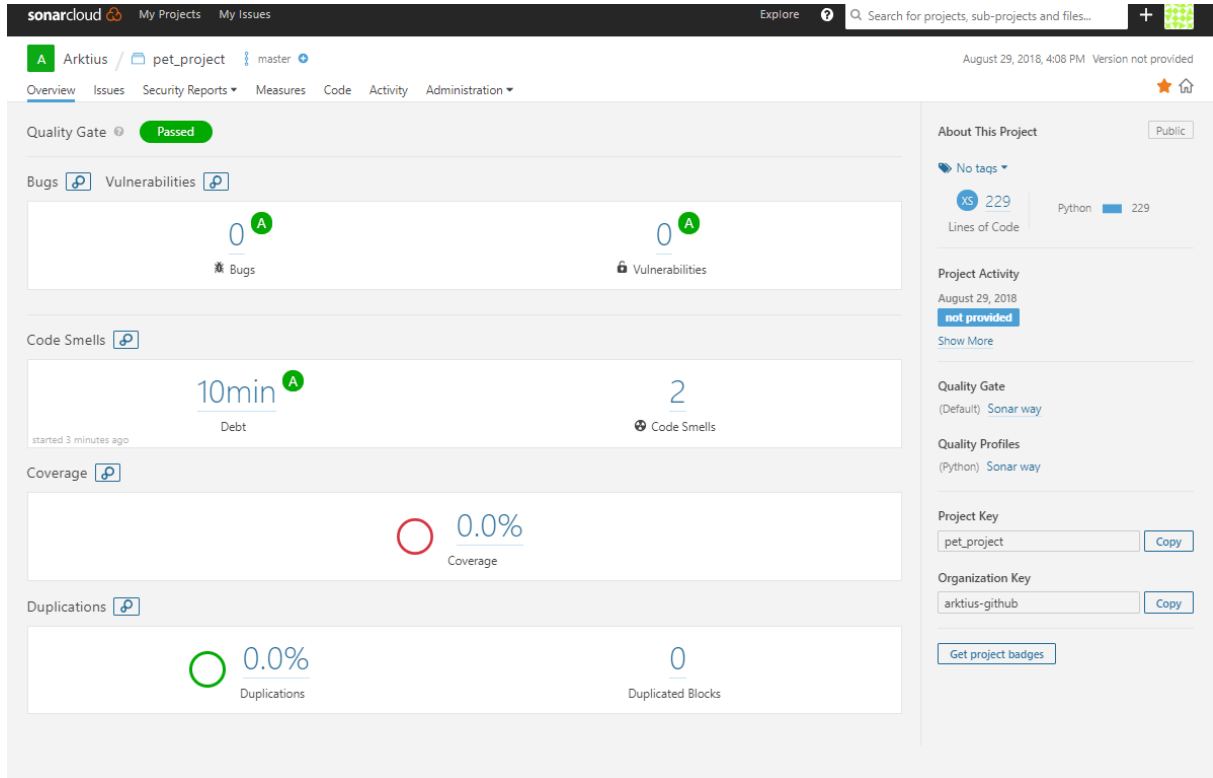 sonarcloud My Projects My Issues Explore Search for projects, sub-projects and files... +
A Arktius / pet_project master August 29, 2018, 4:08 PM Version not provided
Overview Issues Security Reports Measures Code Activity Administration
Quality Gate ? Passed
Bugs Vulnerabilities
0 A 0 A
Bugs Vulnerabilities
Code Smells
10min A 2
Debt Code Smells
started 3 minutes ago
Coverage
0.0%
Coverage
Duplications
0.0% 0
Duplications Duplicated Blocks
About This Project Public
No tags
XS 229 Python 229
Lines of Code
Project Activity
August 29, 2018
not provided
Show More
Quality Gate
(Default) Sonar way
Quality Profiles
(Python) Sonar way
Project Key
pet_project Copy
Organization Key
arktius-github Copy
Get project badges